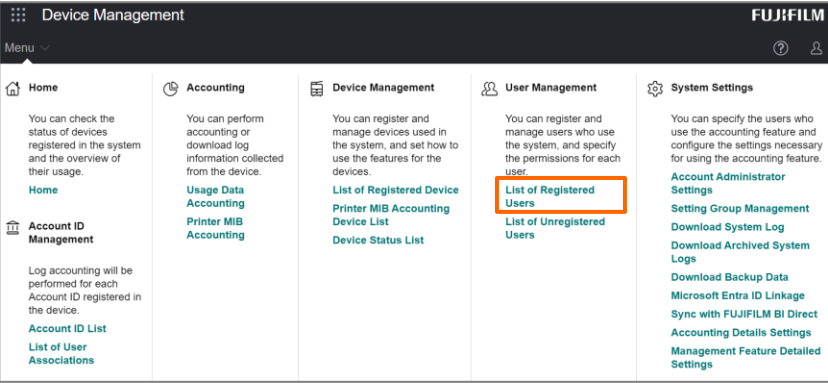 Device Management
FUJIFILM
Menu
Home
You can check the
status of devices
registered in the system
and the overview of
their usage.
Home
Account ID
Management
Log accounting will be
performed for each
Account ID registered in
the device.
Account ID List
List of User
Associations
Accounting
You can perform
accounting or
download log
information collected
from the device.
Usage Data
Accounting
Printer MIB
Accounting
Device Management
You can register and
manage devices used in
the system, and set how to
use the features for the
devices.
List of Registered Device
Printer MIB Accounting
Device List
Device Status List
User Management
You can register and
manage users who use
the system, and specify
the permissions for each
user.
List of Registered
Users
List of Unregistered
Users
System Settings
You can specify the users who
use the accounting feature and
configure the settings necessary
for using the accounting feature.
Account Administrator
Settings
Setting Group Management
Download System Log
Download Archived System
Logs
Download Backup Data
Microsoft Entra ID Linkage
Sync with FUJIFILM BI Direct
Accounting Details Settings
Management Feature Detailed
Settings